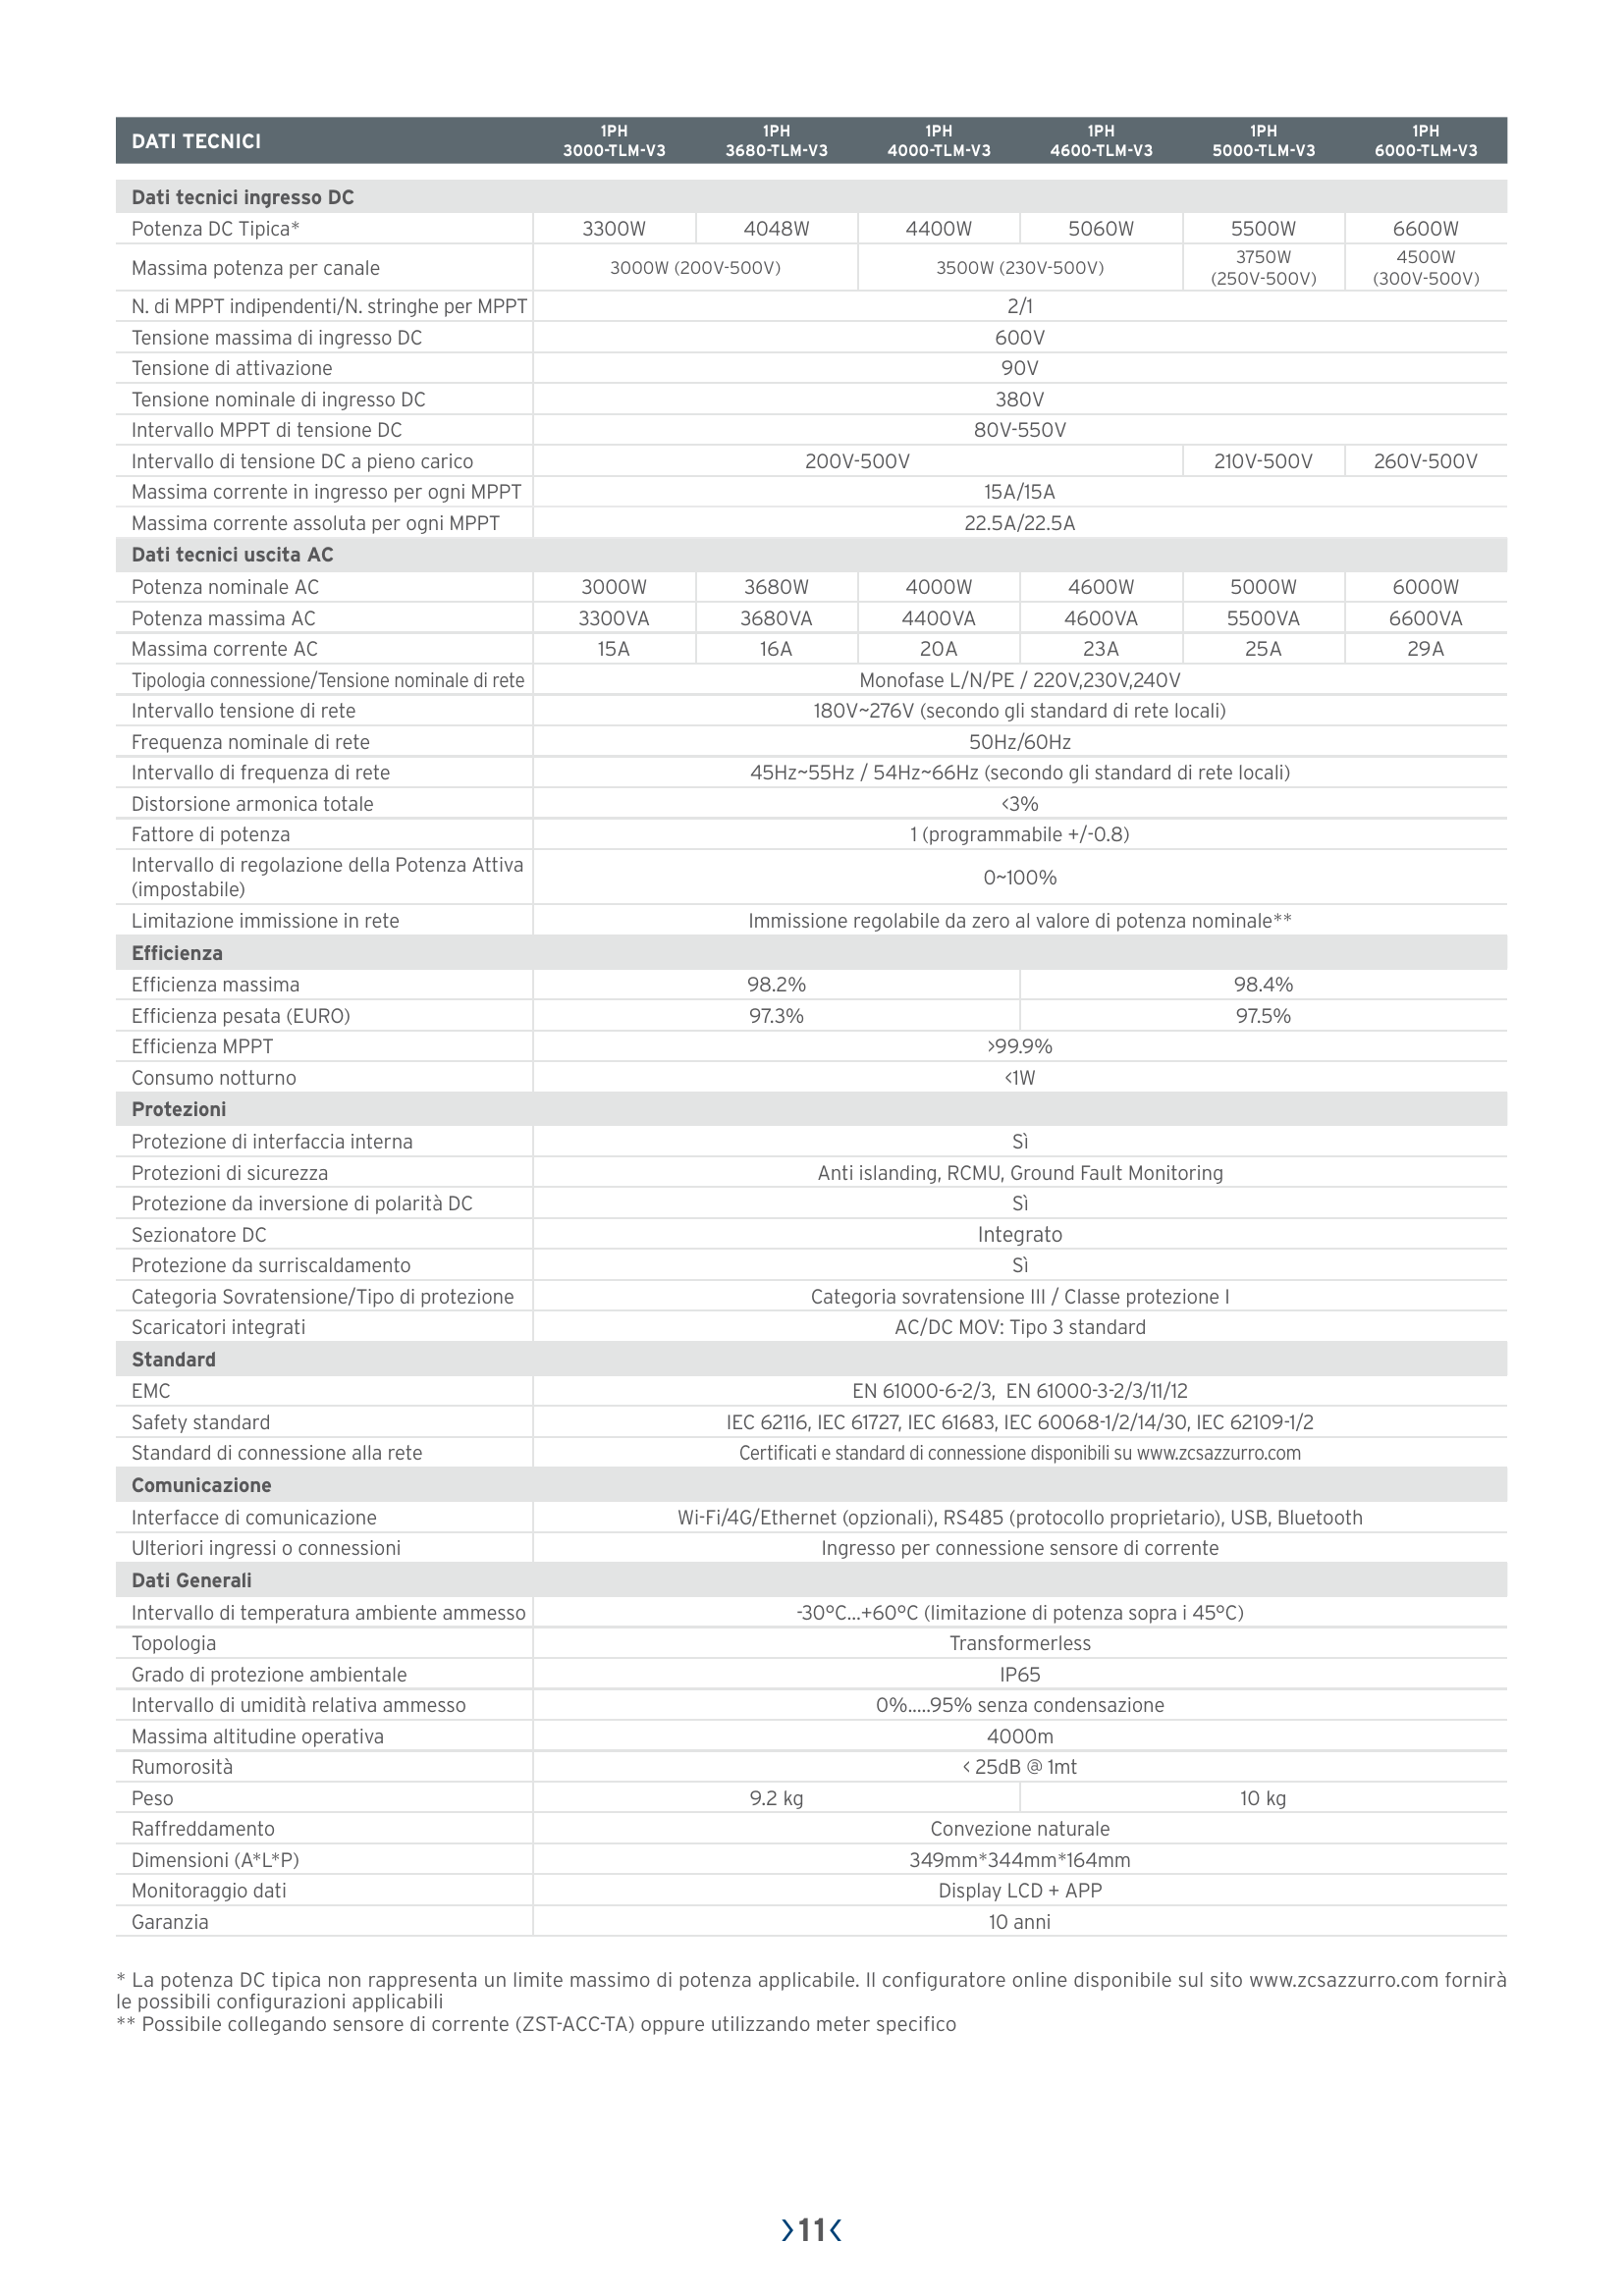 DATI TECNICI 1PH 3000-TLM-V3 1PH 3680-TLM-V3 1PH 4000-TLM-V3 1PH 4600-TLM-V3 1PH 5000-TLM-V3 1PH 6000-TLM-V3
Dati tecnici ingresso DC
Potenza DC Tipica* 3300W 4048W 4400W 5060W 5500W 6600W
Massima potenza per canale 3000W (200V-500V) 3500W (230V-500V) 3750W (250V-500V) 4500W (300V-500V)
N. di MPPT indipendenti/N. stringhe per MPPT 2/1
Tensione massima di ingresso DC 600V
Tensione di attivazione 90V
Tensione nominale di ingresso DC 380V
Intervallo MPPT di tensione DC 80V-550V
Intervallo di tensione DC a pieno carico 200V-500V 210V-500V 260V-500V
Massima corrente in ingresso per ogni MPPT 15A/15A
Massima corrente assoluta per ogni MPPT 22.5A/22.5A
Dati tecnici uscita AC
Potenza nominale AC 3000W 3680W 4000W 4600W 5000W 6000W
Potenza massima AC 3300VA 3680VA 4400VA 4600VA 5500VA 6600VA
Massima corrente AC 15A 16A 20A 23A 25A 29A
Tipologia connessione/Tensione nominale di rete Monofase L/N/PE / 220V,230V,240V
Intervallo tensione di rete 180V~276V (secondo gli standard di rete locali)
Frequenza nominale di rete 50Hz/60Hz
Intervallo di frequenza di rete 45Hz~55Hz / 54Hz~66Hz (secondo gli standard di rete locali)
Distorsione armonica totale <3%
Fattore di potenza 1 (programmabile +/-0.8)
Intervallo di regolazione della Potenza Attiva
(impostabile) 0~100%
Limitazione immissione in rete Immissione regolabile da zero al valore di potenza nominale**
Efficienza
Efficienza massima 98.2% 98.4%
Efficienza pesata (EURO) 97.3% 97.5%
Efficienza MPPT >99.9%
Consumo notturno <1W
Protezioni
Protezione di interfaccia interna Sì
Protezioni di sicurezza Anti islanding, RCMU, Ground Fault Monitoring
Protezione da inversione di polarità DC Sì
Sezionatore DC Integrato
Protezione da surriscaldamento Sì
Categoria Sovratensione/Tipo di protezione Categoria sovratensione III / Classe protezione I
Scaricatori integrati AC/DC MOV: Tipo 3 standard
Standard
EMC EN 61000-6-2/3, EN 61000-3-2/3/11/12
Safety standard IEC 62116, IEC 61727, IEC 61683, IEC 60068-1/2/14/30, IEC 62109-1/2
Standard di connessione alla rete Certificati e standard di connessione disponibili su www.zcsazzurro.com
Comunicazione
Interfacce di comunicazione Wi-Fi/4G/Ethernet (opzionali), RS485 (protocollo proprietario), USB, Bluetooth
Ulteriori ingressi o connessioni Ingresso per connessione sensore di corrente
Dati Generali
Intervallo di temperatura ambiente ammesso -30°C...+60°C (limitazione di potenza sopra i 45°C)
Topologia Transformerless
Grado di protezione ambientale IP65
Intervallo di umidità relativa ammesso 0%.....95% senza condensazione
Massima altitudine operativa 4000m
Rumorosità < 25dB @ 1mt
Peso 9.2 kg 10 kg
Raffreddamento Convezione naturale
Dimensioni (A*L*P) 349mm*344mm*164mm
Monitoraggio dati Display LCD + APP
Garanzia 10 anni
* La potenza DC tipica non rappresenta un limite massimo di potenza applicabile. Il configuratore online disponibile sul sito www.zcsazzurro.com fornirà
le possibili configurazioni applicabili
** Possibile collegando sensore di corrente (ZST-ACC-TA) oppure utilizzando meter specifico
11